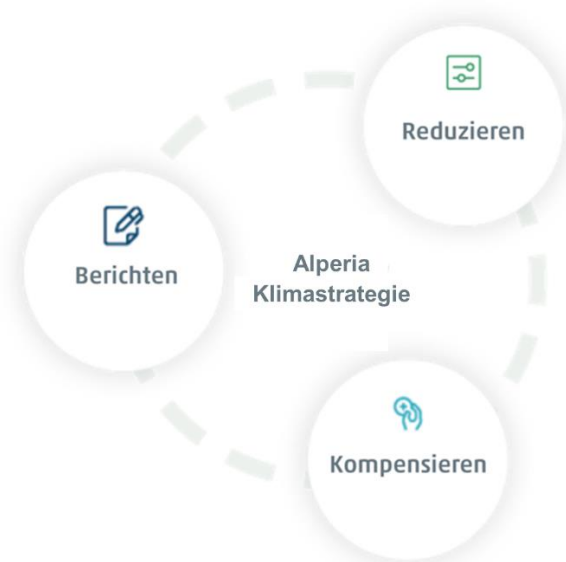 Reduzieren
Berichten
Alperia
Klimastrategie
Kompensieren